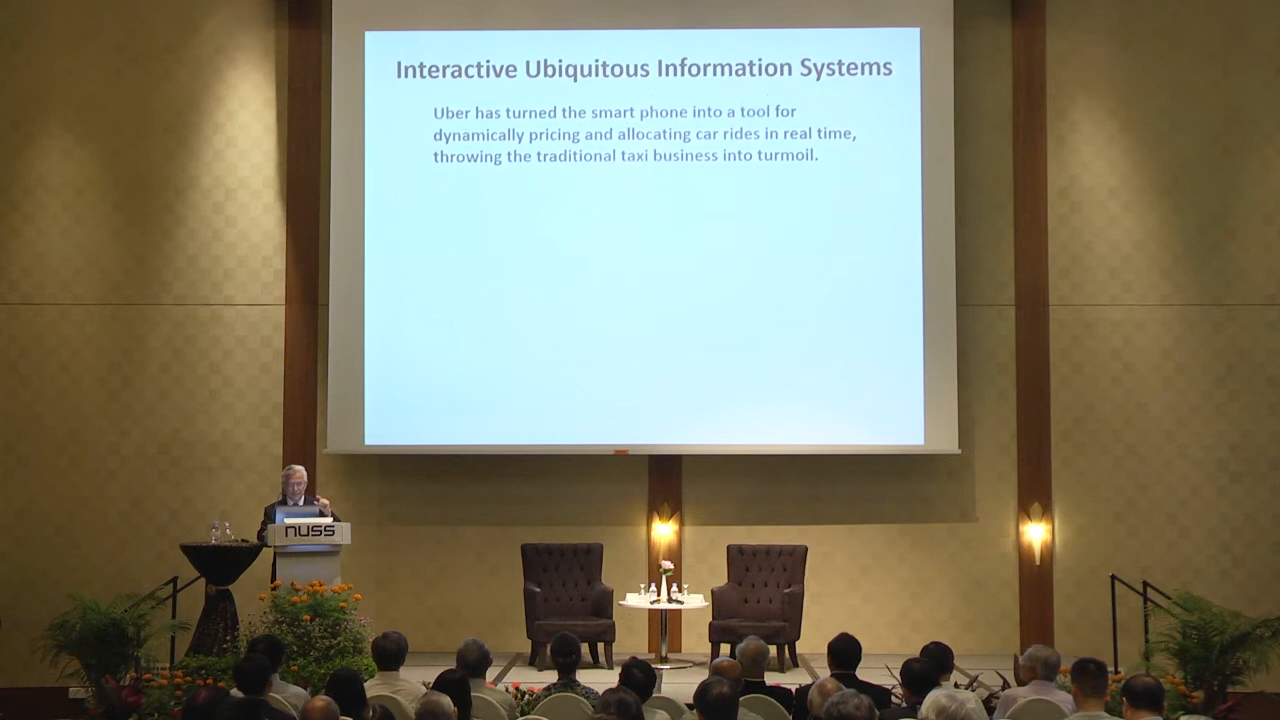 Interactive Ubiquitous Information Systems
Uber has turned the smart phone into a tool for
dynamically pricing and allocating car rides in real time,
throwing the traditional taxi business into turmoil.
nuss